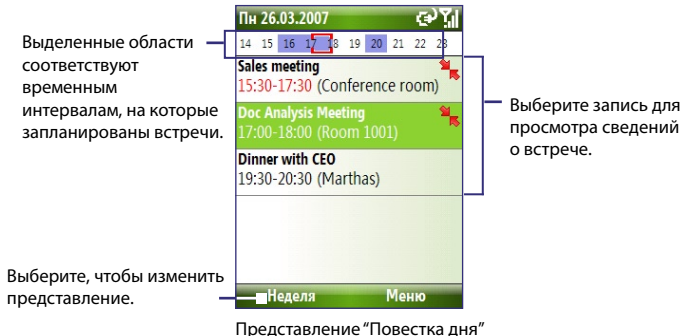 Пн 26.03.2007
14 15 16 17 18 19 20 21 22 23
Выделенные области
соответствуют
временным
интервалам, на которые
запланированы встречи.
Sales meeting
15:30-17:30 (Conference room)
Doc Analysis Meeting
17:00-18:00 (Room 1001)
Dinner with CEO
19:30-20:30 (Marthas)
Выберите запись для
просмотра сведений
о встрече.
Выберите, чтобы изменить
представление.
Неделя Меню
Представление “Повестка дня”